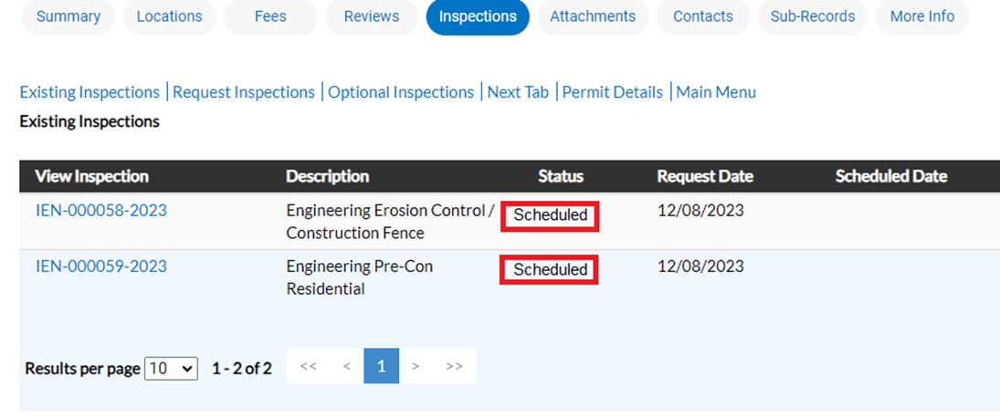 Summary Locations Fees Reviews Inspections Attachments Contacts Sub-Records More Info
Existing Inspections | Request Inspections | Optional Inspections | Next Tab | Permit Details | Main Menu
Existing Inspections
View Inspection Description Status Request Date Scheduled Date
IEN-000058-2023 Engineering Erosion Control / Scheduled 12/08/2023
Construction Fence
IEN-000059-2023 Engineering Pre-Con Scheduled 12/08/2023
Residential
Results per page 10 1 - 2 of 2 << < 1 > >>